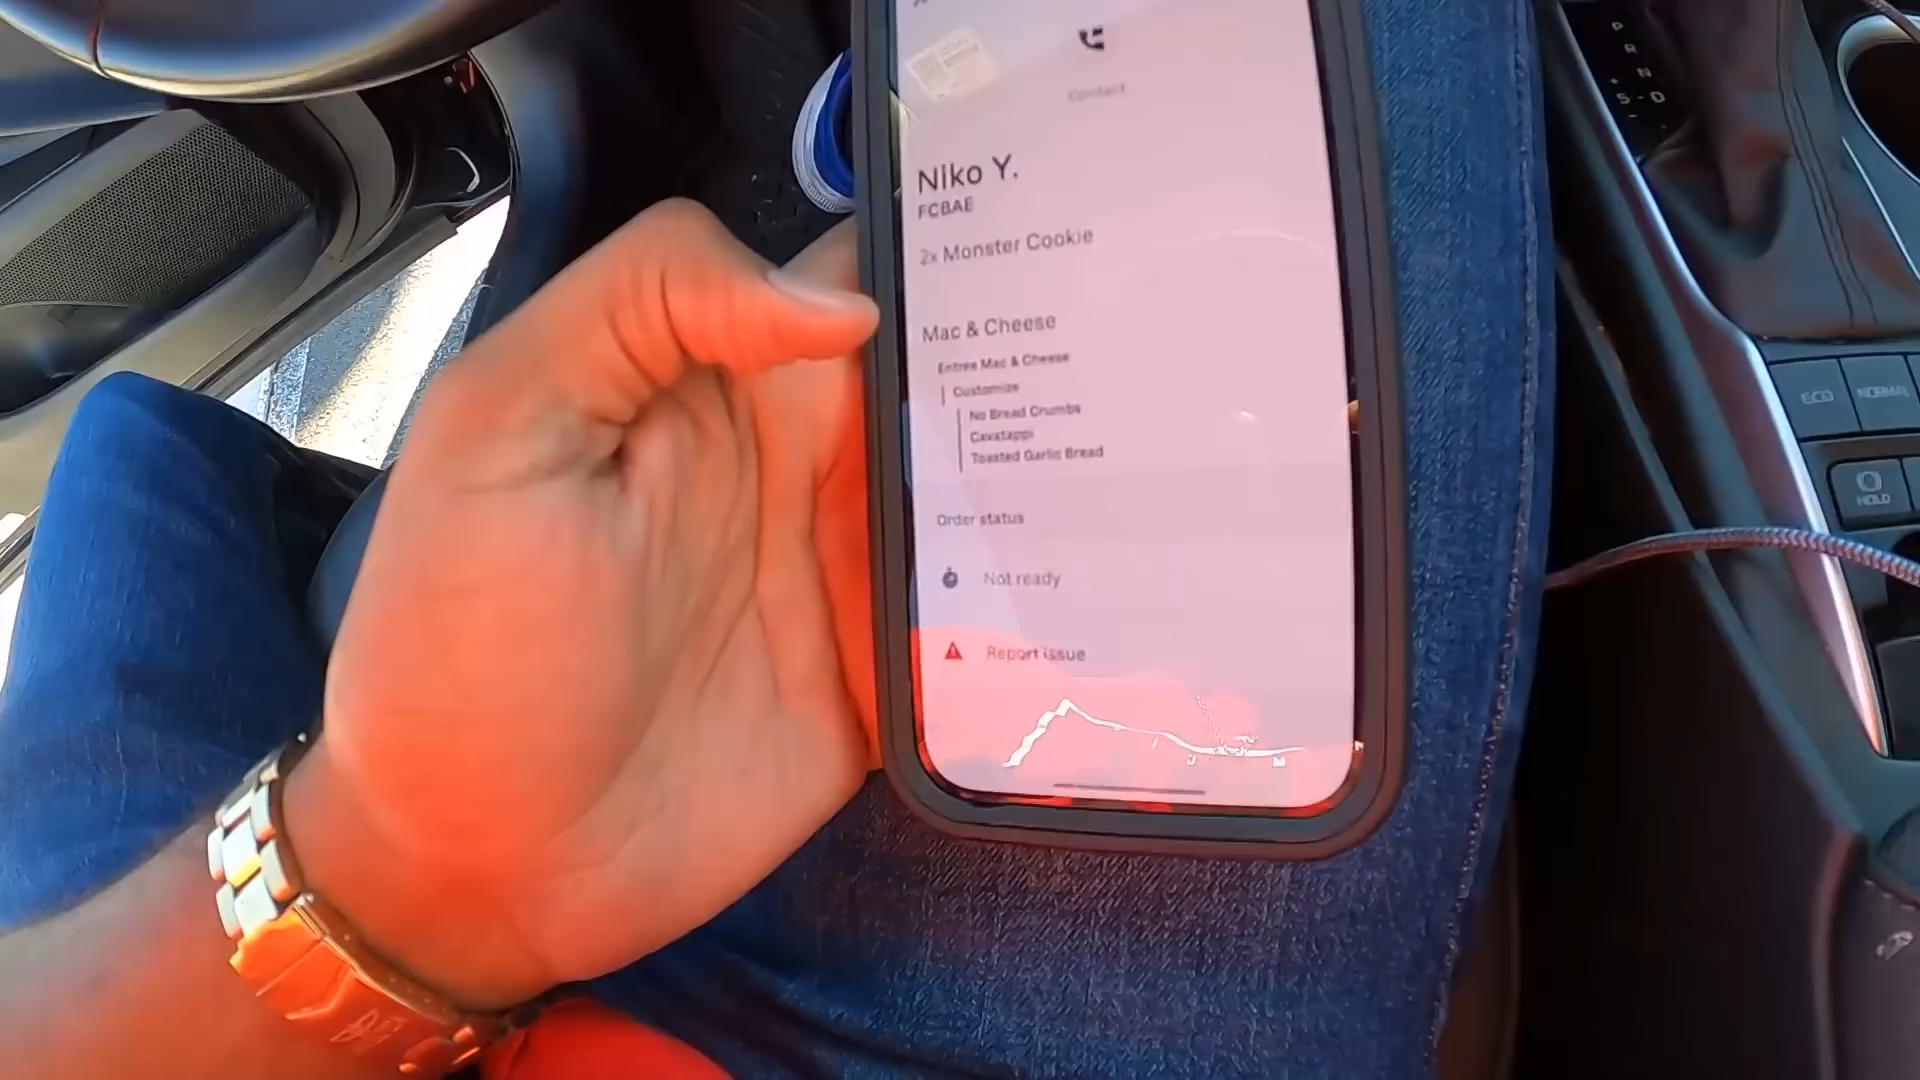 Contact
Niko Y.
FCBAE
2x Monster Cookie
Mac & Cheese
Entree Mac & Cheese
Customize
No Bread Crumbs
Cavatappi
Toasted Garlic Bread
Order status
Not ready
Report issue
P
R
N
S - D
ECO
NORMAL
HOLD